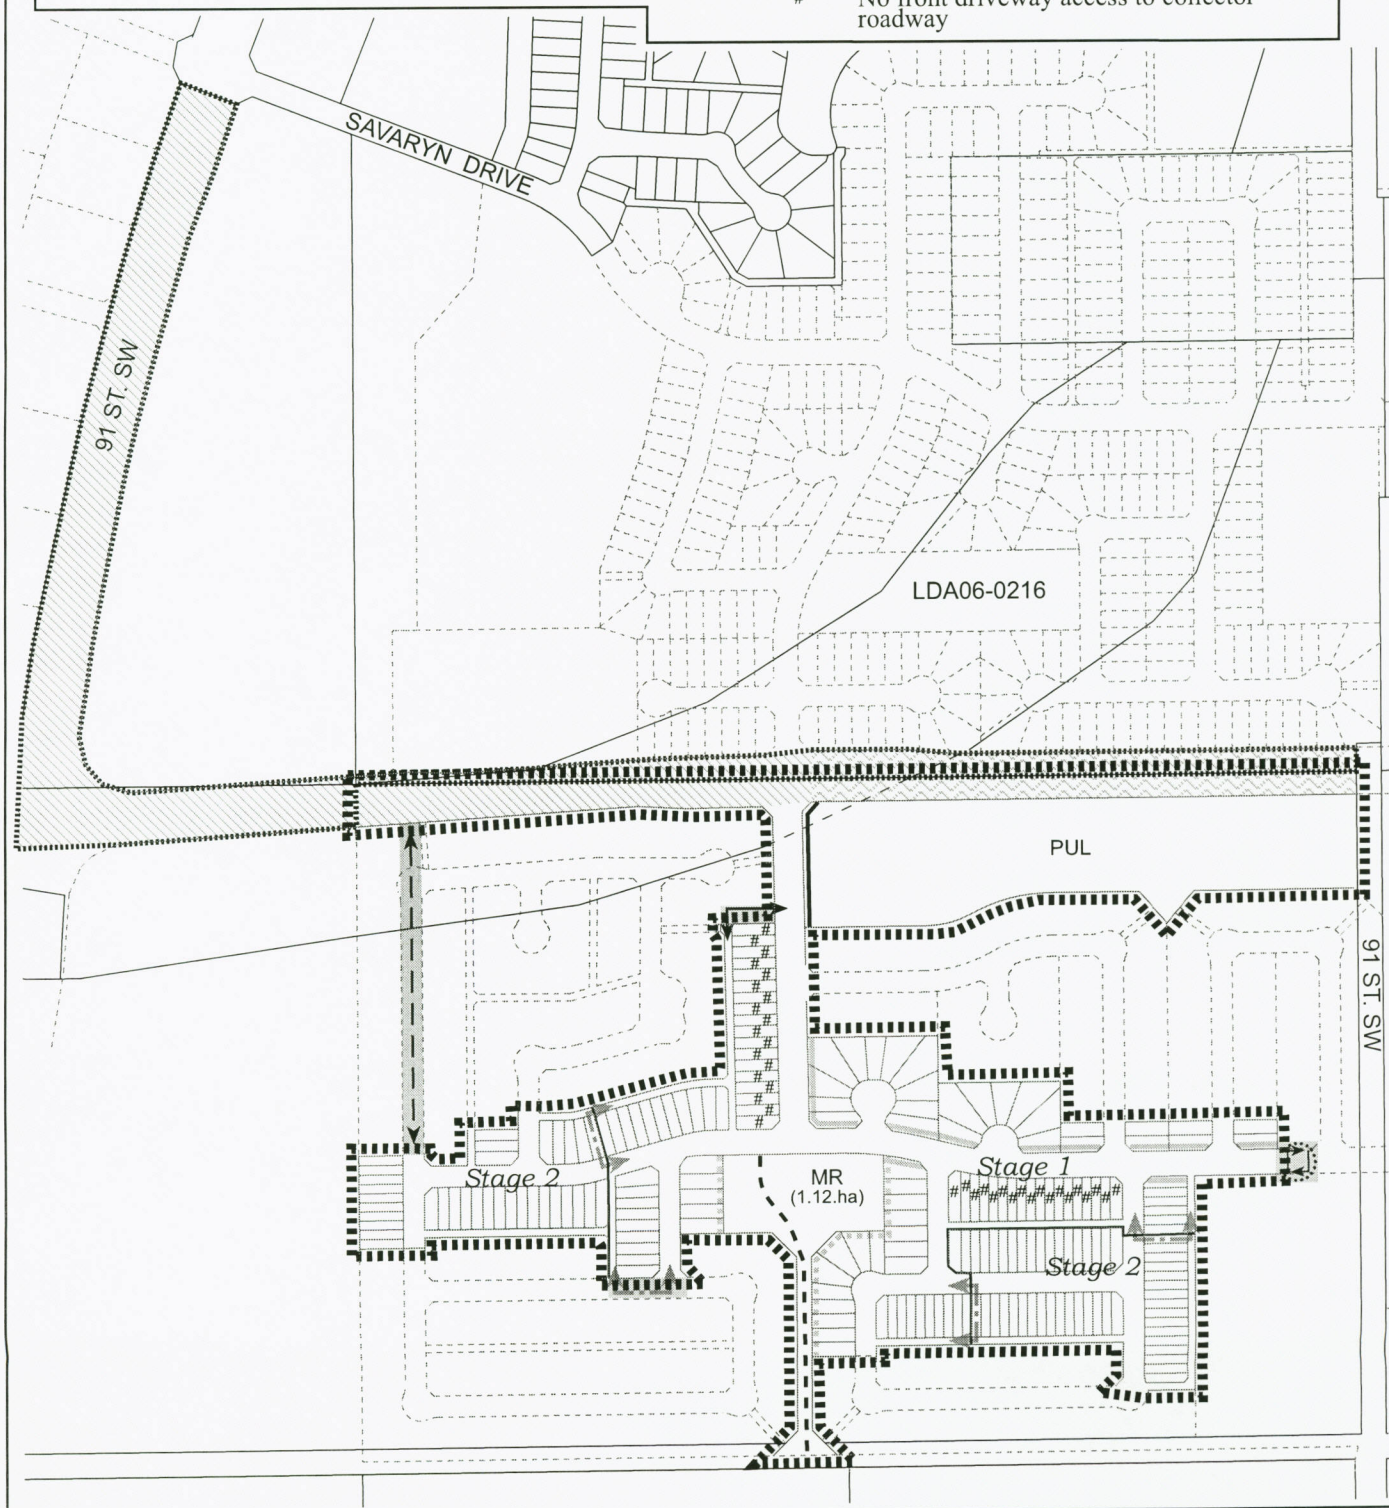 # No front driveway access to collector
roadway
SAVARYN DRIVE
91 ST. SW
LDA06-0216
PUL
91 ST. SW
# # # # # # # # # # # # # # # #
MR
(1.12.ha)
Stage 1
Stage 2
# # # # # # # # # # # # # #
Stage 2